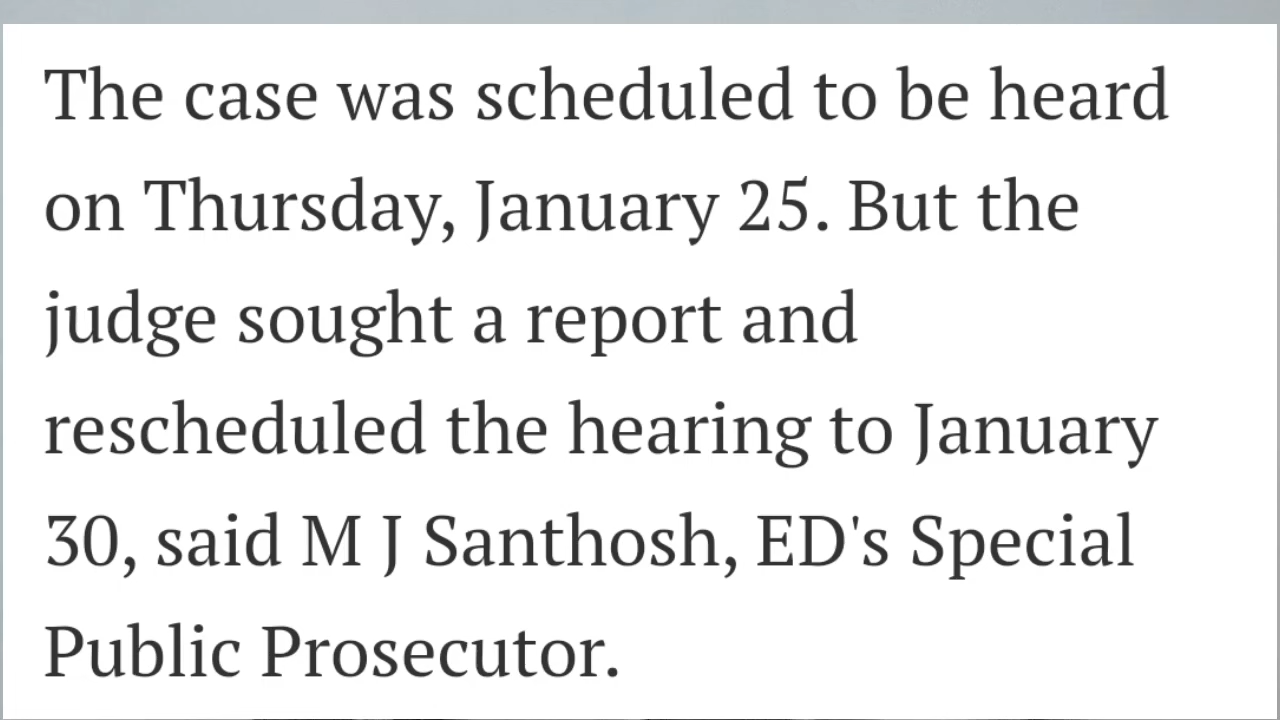 The case was scheduled to be heard
on Thursday, January 25. But the
judge sought a report and
rescheduled the hearing to January
30, said M J Santhosh, ED's Special
Public Prosecutor.